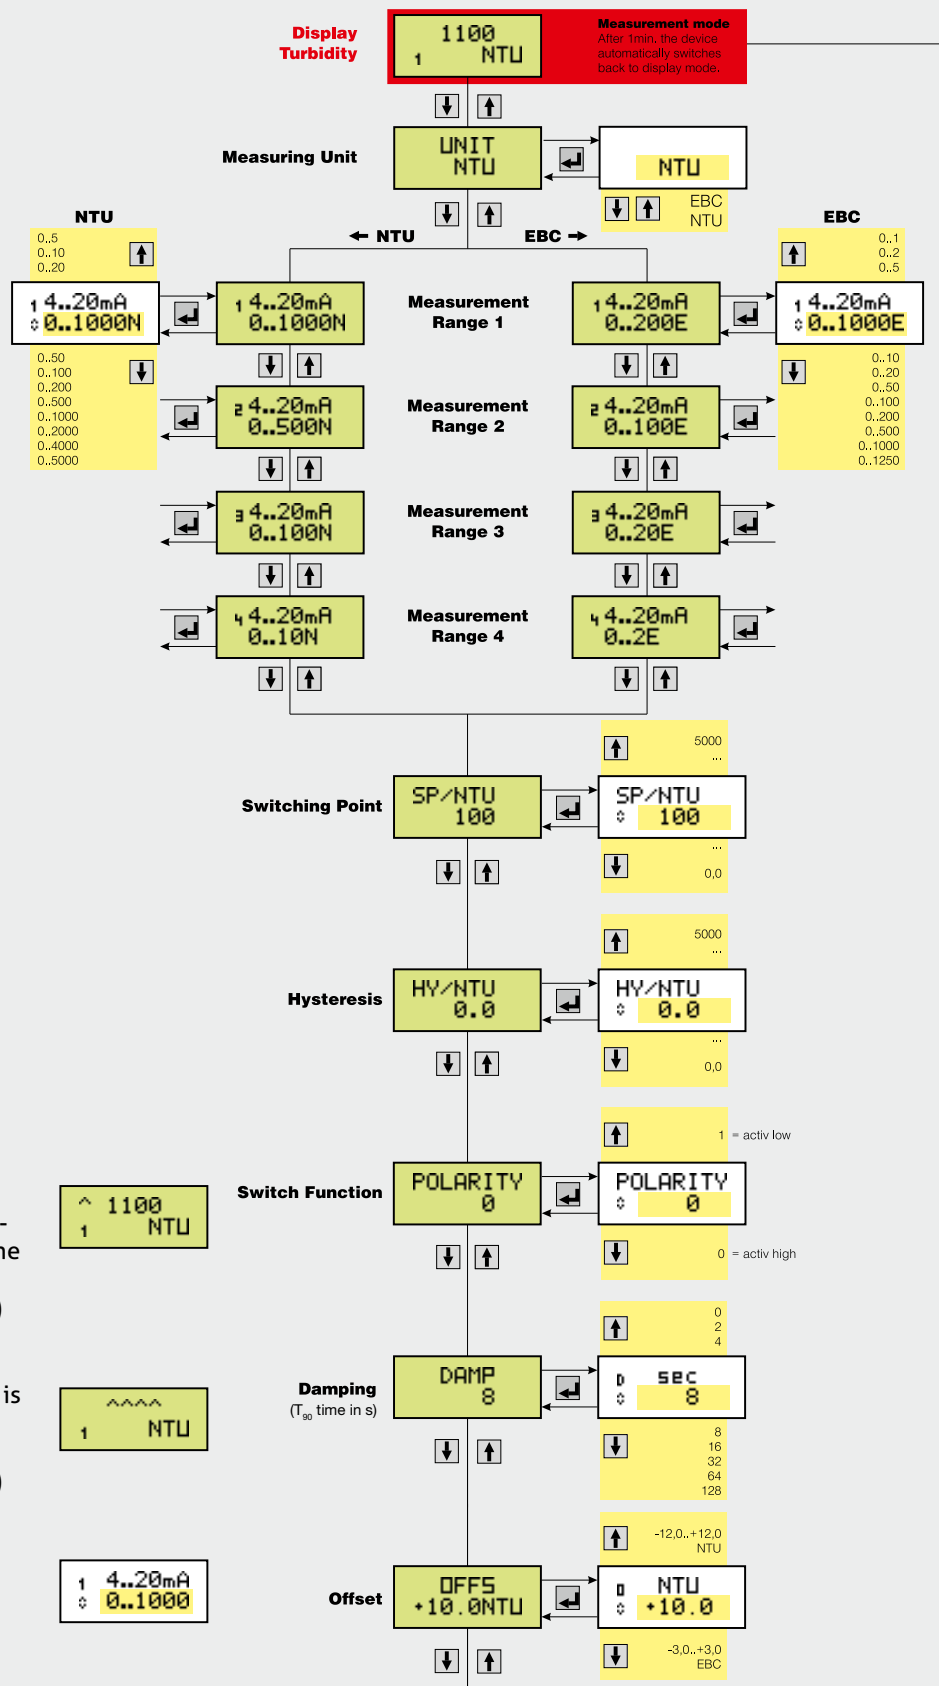 Display
Turbidity
1100
1 NTU
Measurement mode
After 1min. the device
automatically switches
back to display mode.
Measuring Unit
UNIT
NTU
NTU
EBC
NTU
NTU
← NTU
EBC →
EBC
0..5
0..10
0..20
0..1
0..2
0..5
1 4..20mA
0..1000N
1 4..20mA
0..1000N
Measurement
Range 1
1 4..20mA
0..200E
1 4..20mA
0..1000E
0..50
0..100
0..200
0..500
0..1000
0..2000
0..4000
0..5000
2 4..20mA
0..500N
Measurement
Range 2
2 4..20mA
0..100E
0..10
0..20
0..50
0..100
0..200
0..500
0..1000
0..1250
3 4..20mA
0..100N
Measurement
Range 3
3 4..20mA
0..20E
4 4..20mA
0..10N
Measurement
Range 4
4 4..20mA
0..2E
5000
...
Switching Point
SP/NTU
100
SP/NTU
100
...
0,0
5000
...
Hysteresis
HY/NTU
0.0
HY/NTU
0.0
...
0,0
1 = activ low
Switch Function
POLARITY
0
POLARITY
0
0 = activ high
^ 1100
1 NTU
-
ne
)
0
2
4
Damping
(T90 time in s)
DAMP
8
D sec
8
8
16
32
64
128
is
^^^^
1 NTU
)
-12,0..+12,0
NTU
1 4..20mA
0..1000
Offset
OFFS
+10.0NTU
O NTU
+10.0
-3,0..+3,0
EBC